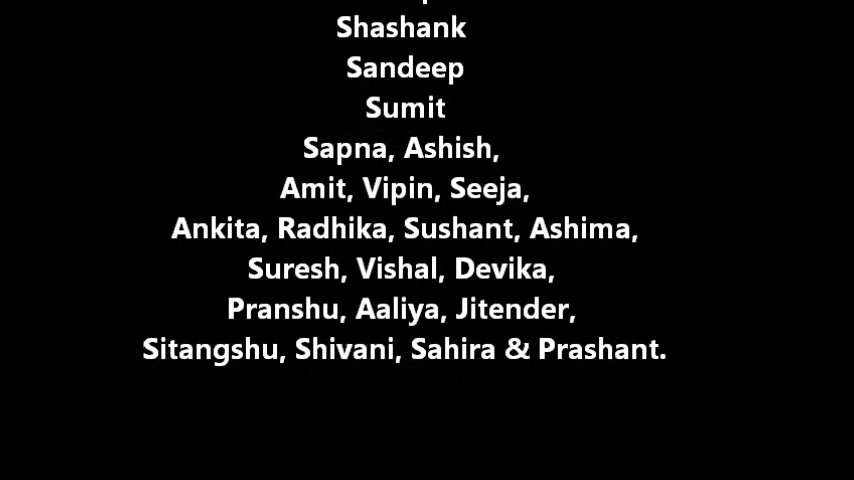 Shashank
Sandeep
Sumit
Sapna, Ashish,
Amit, Vipin, Seeja,
Ankita, Radhika, Sushant, Ashima,
Suresh, Vishal, Devika,
Pranshu, Aaliya, Jitender,
Sitangshu, Shivani, Sahira & Prashant.